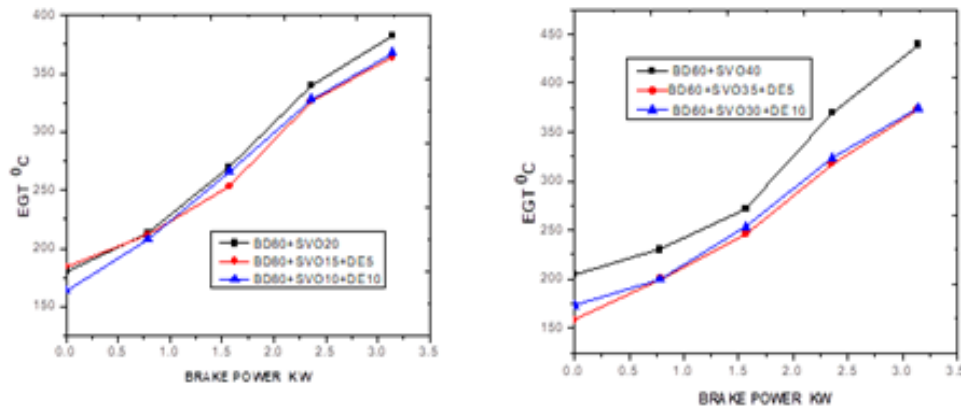 400
350
300
250
200
150
EGT ⁰C
BD80+SVO20
BD80+SVO15+DE5
BD80+SVO10+DE10
0.0 0.5 1.0 1.5 2.0 2.5 3.0 3.5
BRAKE POWER KW
450
400
350
300
250
200
150
EGT ⁰C
BD60+SVO40
BD60+SVO35+DE5
BD60+SVO30+DE10
0.0 0.5 1.0 1.5 2.0 2.5 3.0 3.5
BRAKE POWER KW